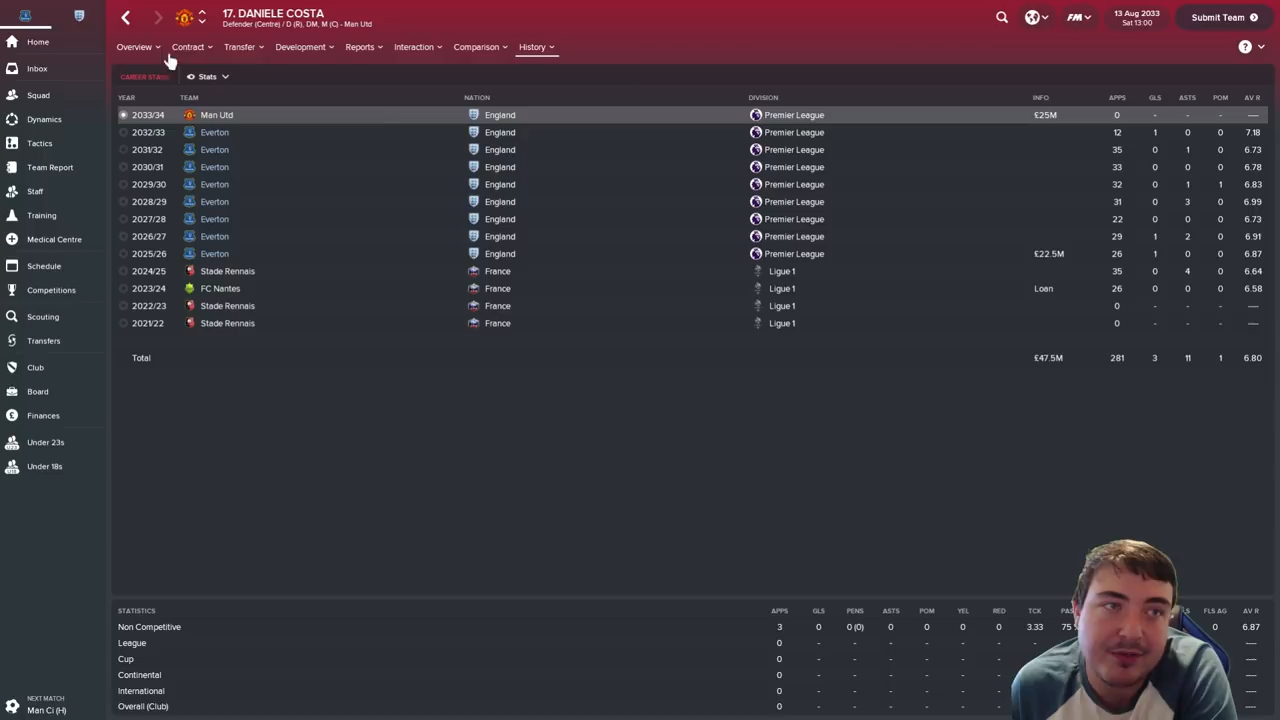 17. DANIELE COSTA
Defender (Centre) / D (R), DM, M (C) - Man Utd
13 Aug 2033
Sat 13:00
Submit Team
FM
Overview Contract Transfer Development Reports Interaction Comparison History
?
CAREER STATS Stats
YEAR TEAM NATION DIVISION INFO APPS GLS ASTS POM AV R
2033/34 Man Utd England Premier League £25M 0 - - - ---
2032/33 Everton England Premier League 12 1 0 0 7.18
2031/32 Everton England Premier League 35 0 1 0 6.73
2030/31 Everton England Premier League 33 0 0 0 6.78
2029/30 Everton England Premier League 32 0 1 1 6.83
2028/29 Everton England Premier League 31 0 3 0 6.99
2027/28 Everton England Premier League 22 0 0 0 6.73
2026/27 Everton England Premier League 29 1 2 0 6.91
2025/26 Everton England Premier League £22.5M 26 1 0 0 6.87
2024/25 Stade Rennais France Ligue 1 35 0 4 0 6.64
2023/24 FC Nantes France Ligue 1 Loan 26 0 0 0 6.58
2022/23 Stade Rennais France Ligue 1 0 - - - ---
2021/22 Stade Rennais France Ligue 1 0 - - - ---
Total £47.5M 281 3 11 1 6.80
STATISTICS APPS GLS PENS ASTS POM YEL RED TCK FLS AG AV R
Non Competitive 3 0 0 (0) 0 0 0 0 3.33 75 0 6.87
League 0 - - - - - - - - ---
Cup 0 - - - - - - - - ---
Continental 0 - - - - - - - ---
International 0 - - - - - - - ---
Overall (Club) 0 - - - - - - - ---
Home
Inbox
Squad
Dynamics
Tactics
Team Report
Staff
Training
Medical Centre
Schedule
Competitions
Scouting
Transfers
Club
Board
Finances
Under 23s
Under 18s
NEXT MATCH
Man Ci (H)